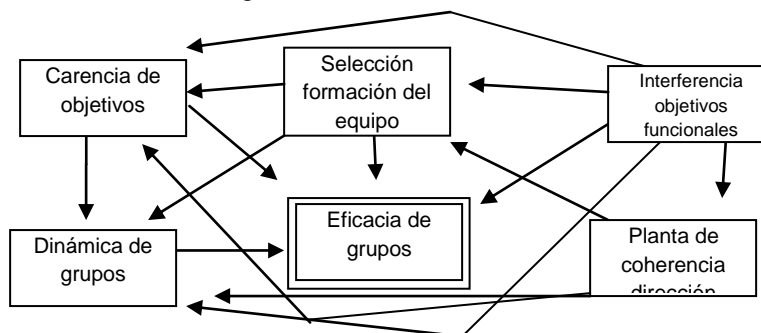 Carencia de
objetivos
Selección
formación del
equipo
Interferencia
objetivos
funcionales
Dinámica de
grupos
Eficacia de
grupos
Planta de
coherencia
dirección